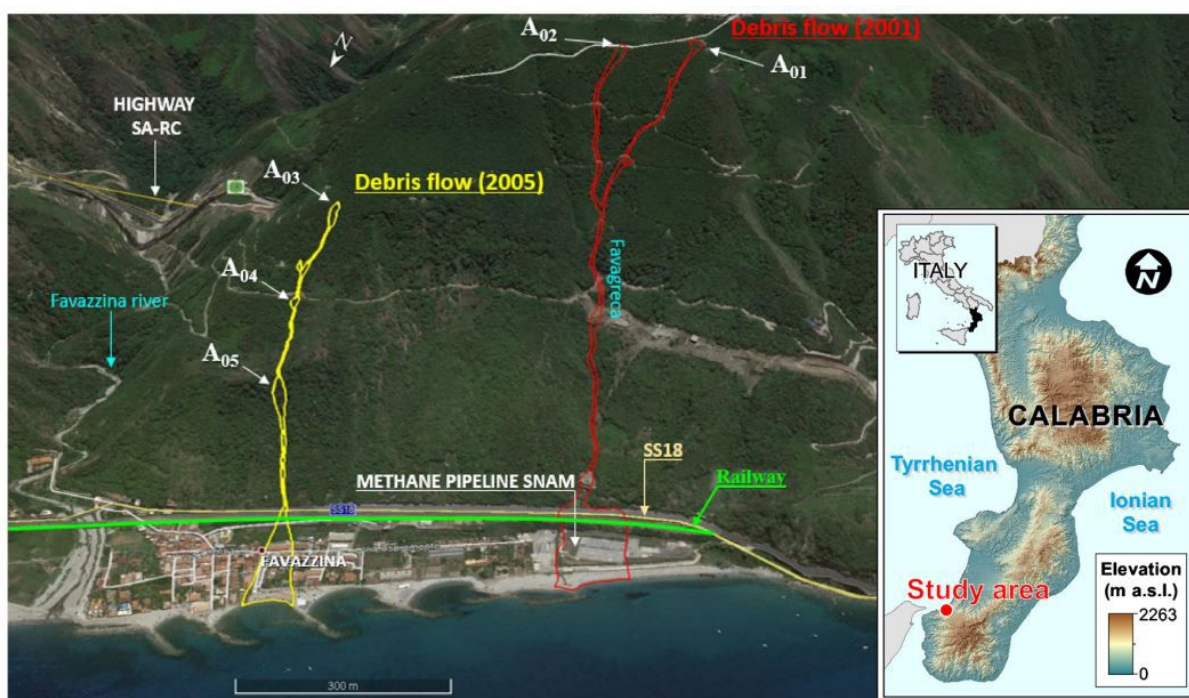 A02
Debris flow (2001)
A01
N
HIGHWAY
SA-RC
A03
Debris flow (2005)
A04
Favagreca
Favazzina river
A05
SS18
METHANE PIPELINE SNAM
Railway
SS18
FAVAZZINA
300 m
ITALY
N
CALABRIA
Tyrrhenian
Sea
Ionian
Sea
Study area
Elevation
(m a.s.l.)
2263
0